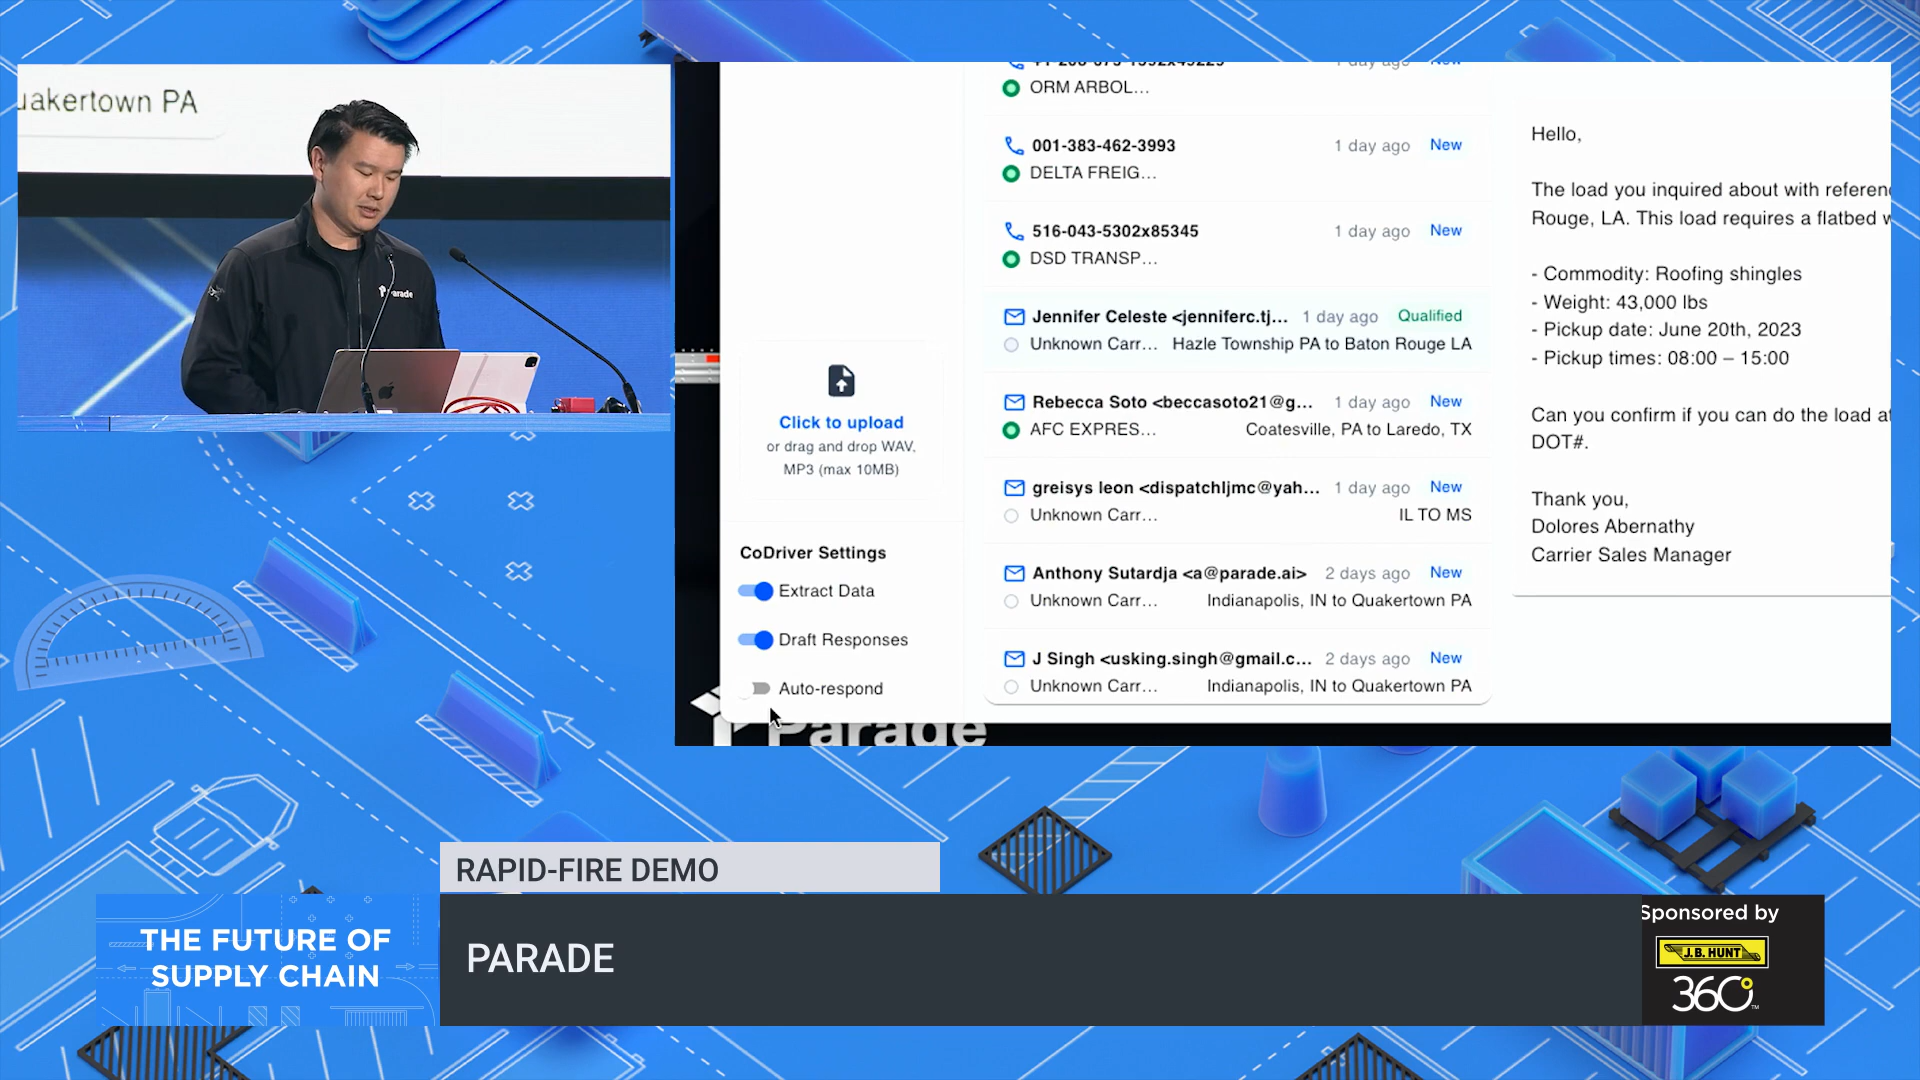 uakertown PA
Parade
+1-208-673-1992x49229 1 day ago New
ORM ARBOL...
001-383-462-3993 1 day ago New
DELTA FREIG...
516-043-5302x85345 1 day ago New
DSD TRANSP...
Jennifer Celeste <jenniferc.tj... 1 day ago Qualified
Unknown Carr... Hazle Township PA to Baton Rouge LA
Rebecca Soto <beccasoto21@g... 1 day ago New
AFC EXPRES... Coatesville, PA to Laredo, TX
greisys leon <dispatchljmc@yah... 1 day ago New
Unknown Carr... IL TO MS
Anthony Sutardja <a@parade.ai> 2 days ago New
Unknown Carr... Indianapolis, IN to Quakertown PA
J Singh <usking.singh@gmail.c... 2 days ago New
Unknown Carr... Indianapolis, IN to Quakertown PA
Click to upload
or drag and drop WAV,
MP3 (max 10MB)
CoDriver Settings
Extract Data
Draft Responses
Auto-respond
Parade
Hello,
The load you inquired about with referen
Rouge, LA. This load requires a flatbed w
- Commodity: Roofing shingles
- Weight: 43,000 lbs
- Pickup date: June 20th, 2023
- Pickup times: 08:00 – 15:00
Can you confirm if you can do the load at
DOT#.
Thank you,
Dolores Abernathy
Carrier Sales Manager
RAPID-FIRE DEMO
THE FUTURE OF
SUPPLY CHAIN
PARADE
Sponsored by
J.B. HUNT
360°